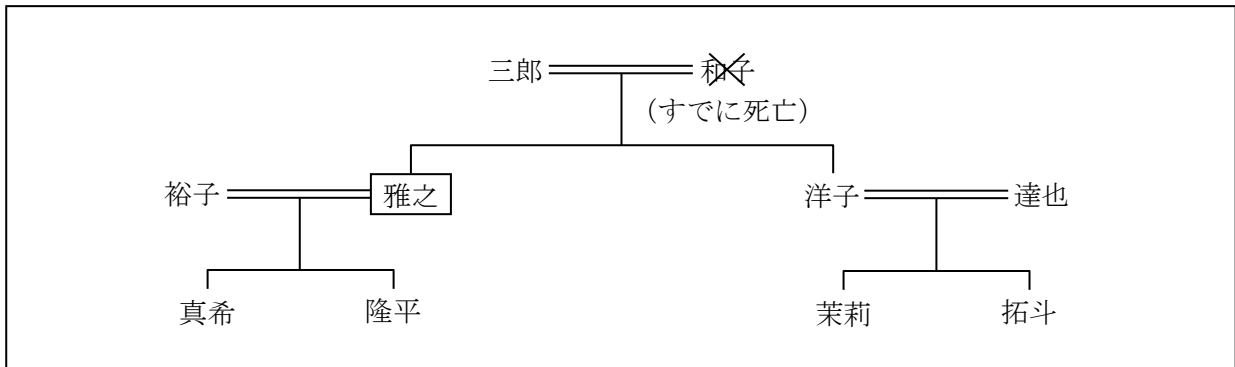 三郎 和子
(すでに死亡)
裕子 雅之 洋子 達也
真希 隆平 茉莉 拓斗